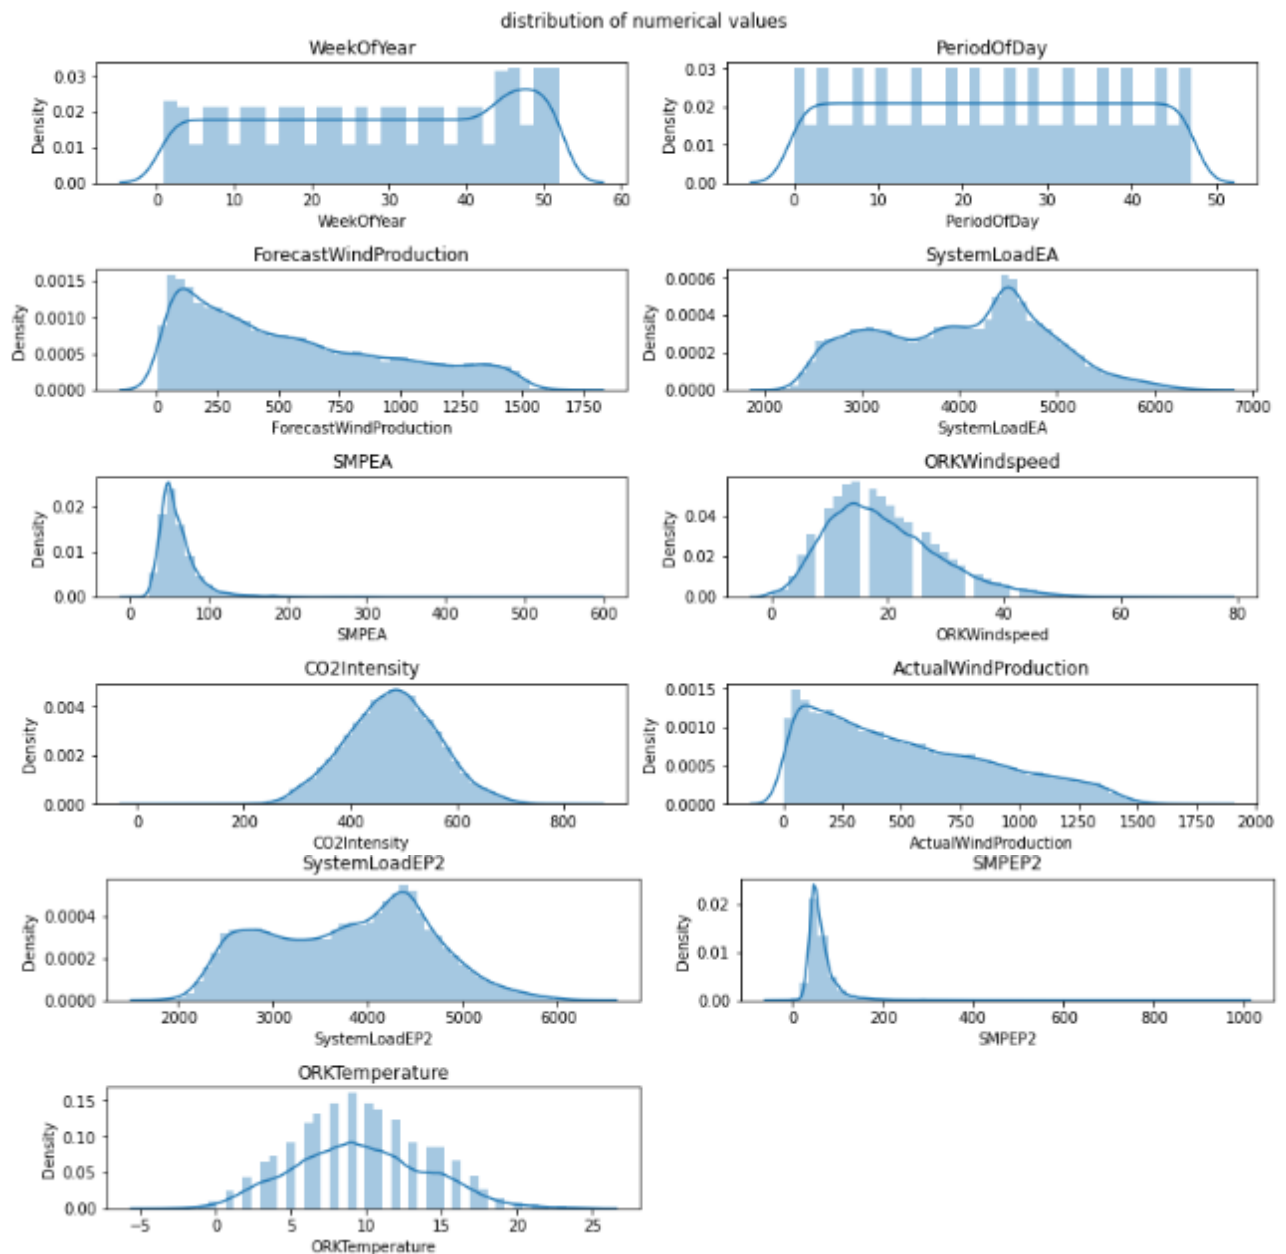 distribution of numerical values
WeekOfYear
PeriodOfDay
0.03
0.02
0.01
0.00
Density
0 10 20 30 40 50 60
WeekOfYear
0.03
0.02
0.01
0.00
Density
0 10 20 30 40 50
PeriodOfDay
ForecastWindProduction
SystemLoadEA
0.0015
0.0010
0.0005
0.0000
Density
0 250 500 750 1000 1250 1500 1750
ForecastWindProduction
0.0006
0.0004
0.0002
0.0000
Density
2000 3000 4000 5000 6000 7000
SystemLoadEA
SMPEA
ORKWindspeed
0.02
0.01
0.00
Density
0 100 200 300 400 500 600
SMPEA
0.04
0.02
0.00
Density
0 20 40 60 80
ORKWindspeed
CO2Intensity
ActualWindProduction
0.004
0.002
0.000
Density
0 200 400 600 800
CO2Intensity
0.0015
0.0010
0.0005
0.0000
Density
0 250 500 750 1000 1250 1500 1750 2000
ActualWindProduction
SystemLoadEP2
SMPEP2
0.0004
0.0002
0.0000
Density
2000 3000 4000 5000 6000
SystemLoadEP2
0.02
0.01
0.00
Density
0 200 400 600 800 1000
SMPEP2
ORKTemperature
0.15
0.10
0.05
0.00
Density
−5 0 5 10 15 20 25
ORKTemperature